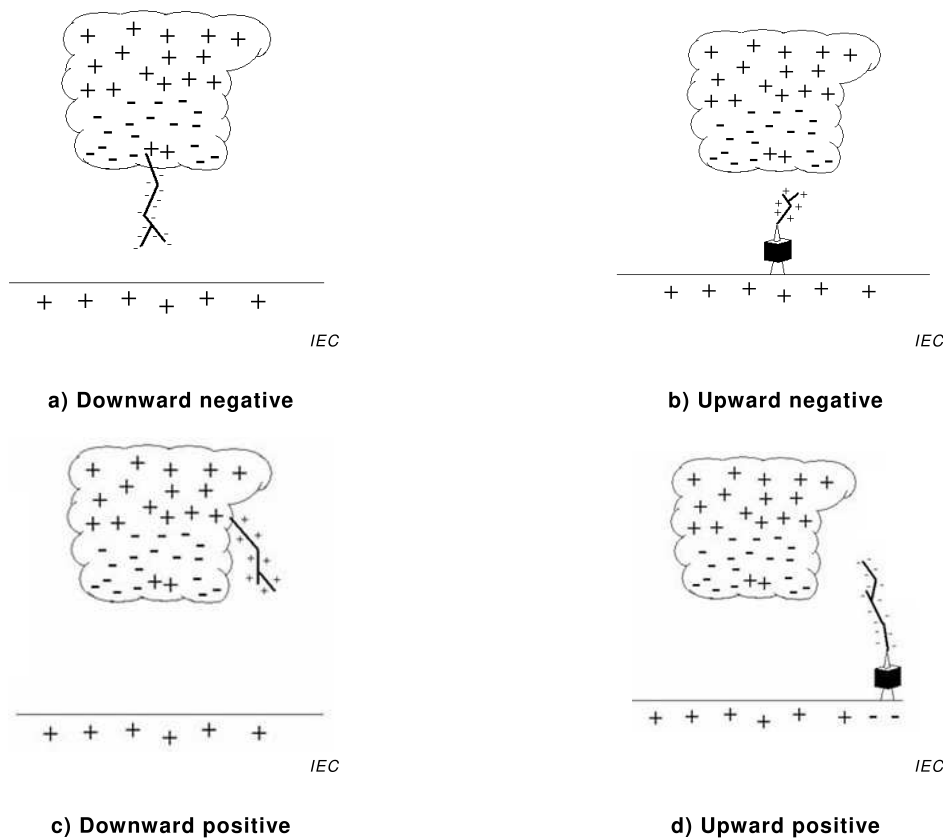 IEC
IEC
a) Downward negative
b) Upward negative
IEC
IEC
c) Downward positive
d) Upward positive